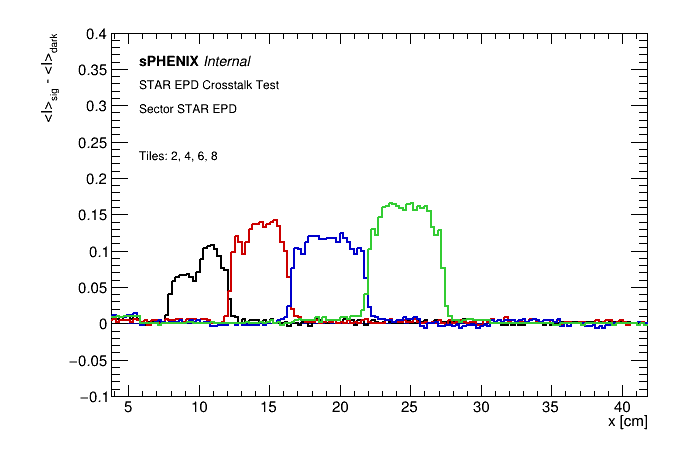 <I>sig - <I>dark
0.4
0.35
0.3
0.25
0.2
0.15
0.1
0.05
0
−0.05
−0.1
sPHENIX Internal
STAR EPD Crosstalk Test
Sector STAR EPD
Tiles: 2, 4, 6, 8
5 10 15 20 25 30 35 40
x [cm]